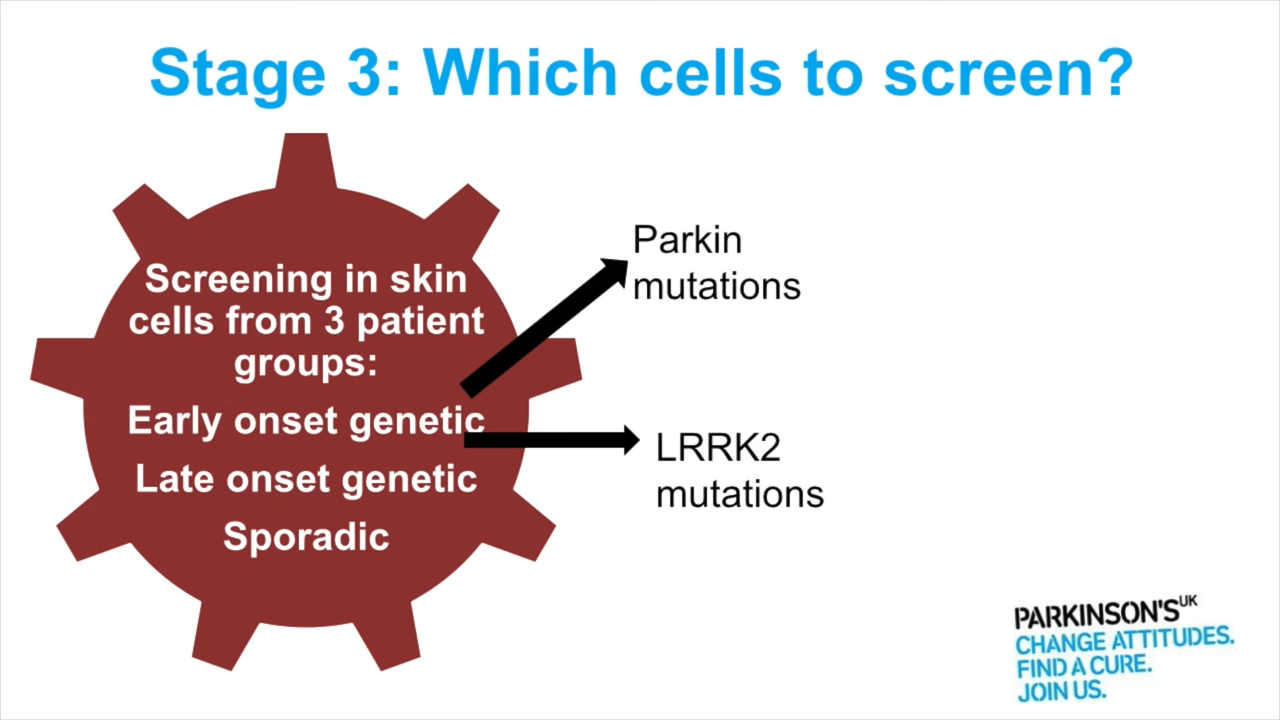 Stage 3: Which cells to screen?
Screening in skin
cells from 3 patient
groups:
Early onset genetic
Late onset genetic
Sporadic
Parkin
mutations
LRRK2
mutations
PARKINSON'S UK
CHANGE ATTITUDES.
FIND A CURE.
JOIN US.